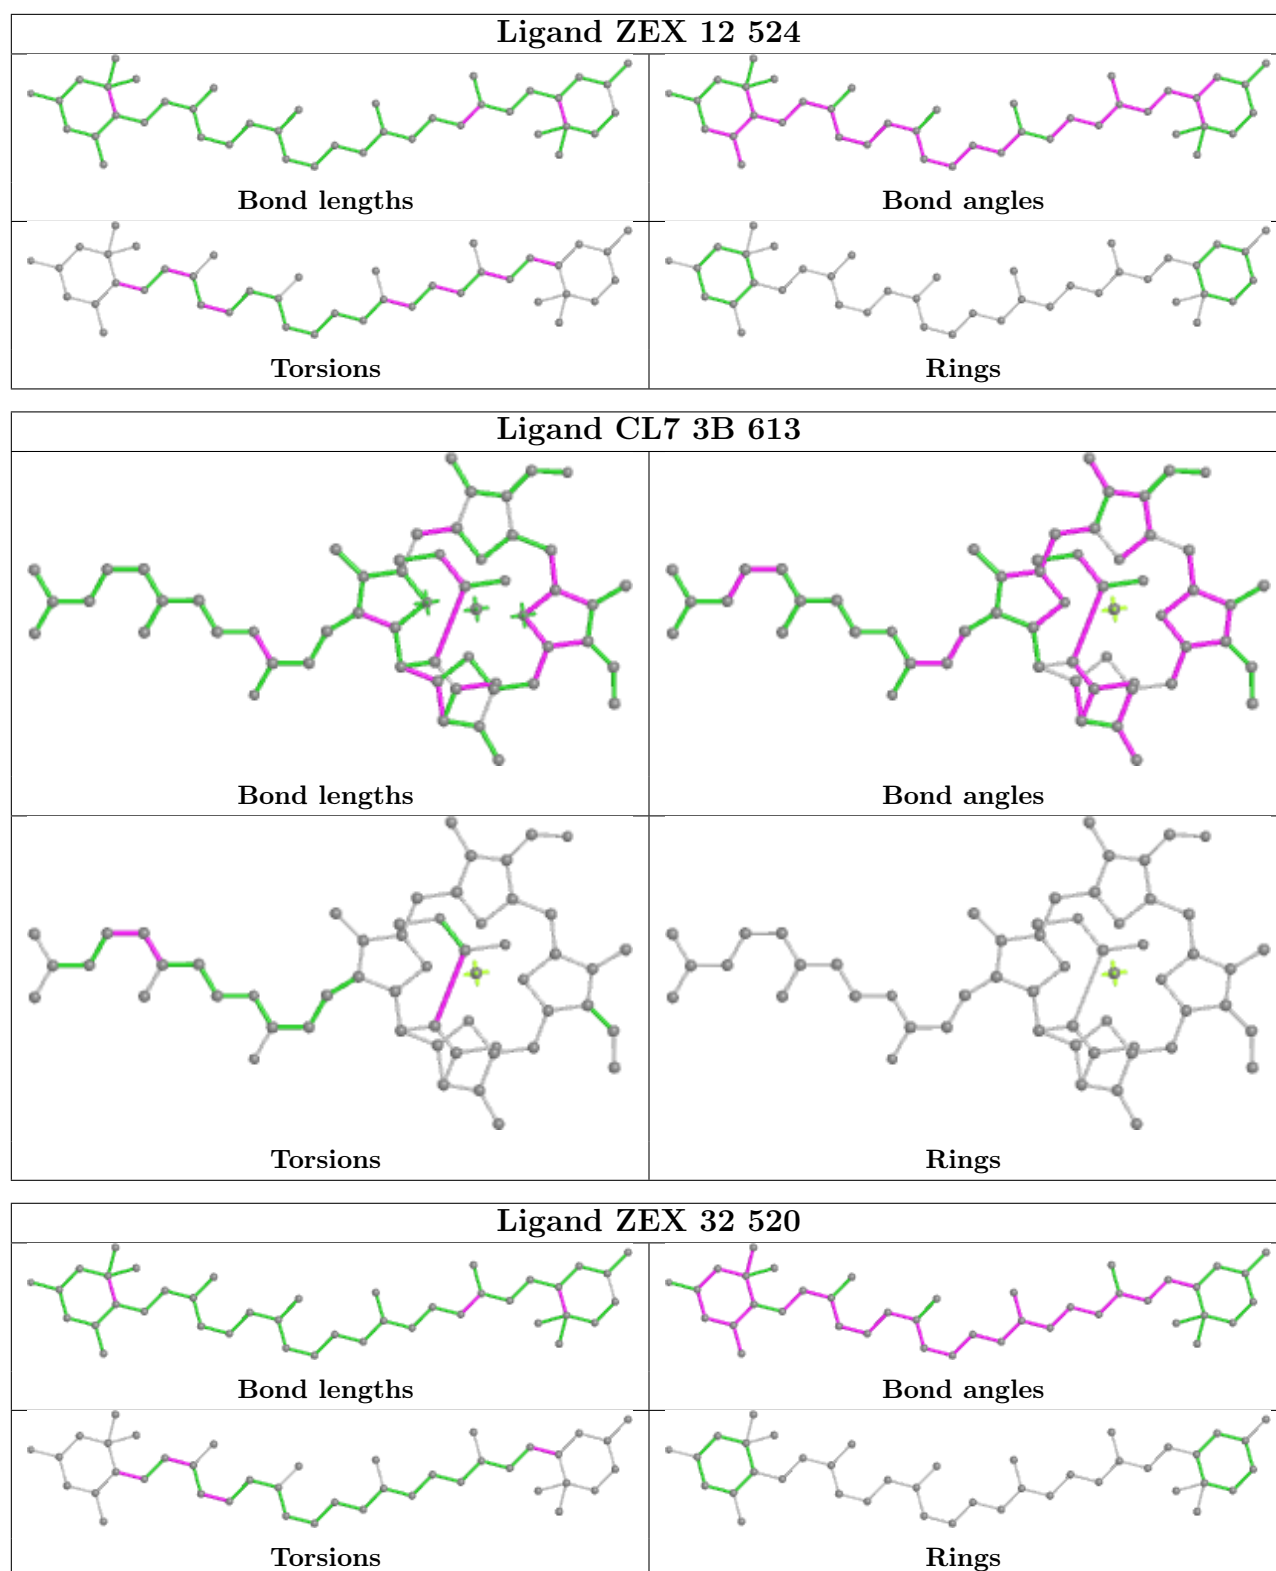 Ligand ZEX 12 524
Bond lengths
Bond angles
Torsions
Rings
Ligand CL7 3B 613
Bond lengths
Bond angles
Torsions
Rings
Ligand ZEX 32 520
Bond lengths
Bond angles
Torsions
Rings